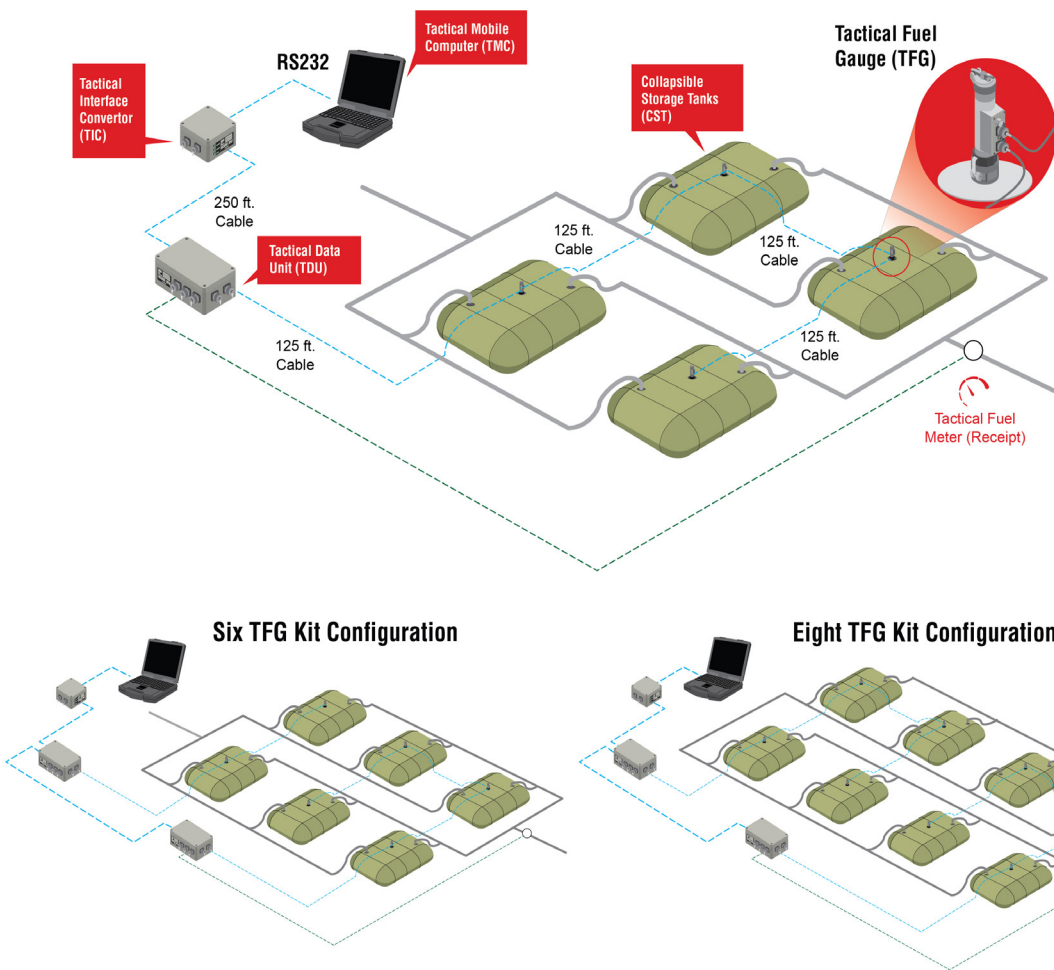 Tactical Mobile
Computer (TMC)
RS232
Tactical
Interface
Convertor
(TIC)
Collapsible
Storage Tanks
(CST)
Tactical Fuel
Gauge (TFG)
250 ft.
Cable
125 ft.
Cable
125 ft.
Cable
Tactical Data
Unit (TDU)
125 ft.
Cable
125 ft.
Cable
Tactical Fuel
Meter (Receipt)
Six TFG Kit Configuration
Eight TFG Kit Configuration